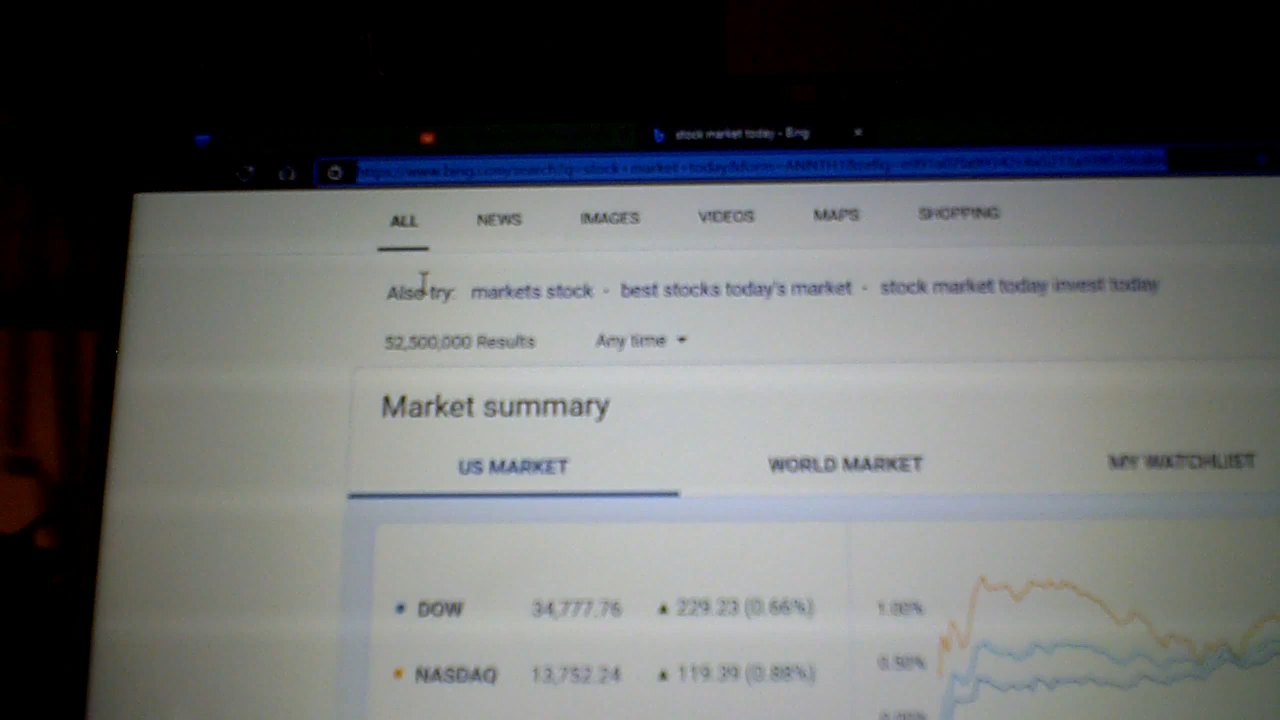 stock market today - Bing
ALL NEWS IMAGES VIDEOS MAPS SHOPPING
Also try: markets stock - best stocks today's market - stock market today invest today
52,500,000 Results Any time
Market summary
US MARKET WORLD MARKET MY WATCHLIST
DOW 34,777.76 ▲ 229.23 (0.66%) 1.00%
NASDAQ 13,752.24 ▲ 119.39 (0.88%) 0.50%